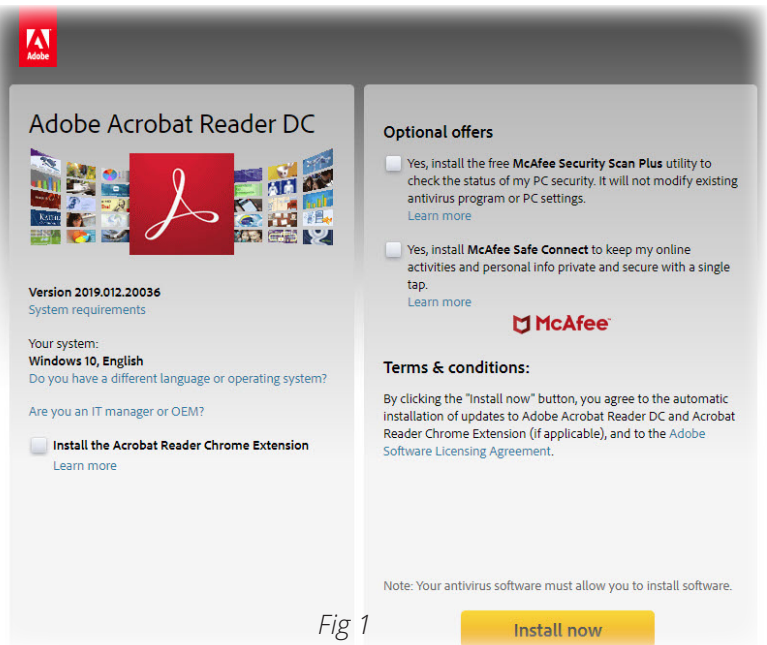 Adobe
Adobe Acrobat Reader DC
Version 2019.012.20036
System requirements
Your system:
Windows 10, English
Do you have a different language or operating system?
Are you an IT manager or OEM?
Install the Acrobat Reader Chrome Extension
Learn more
Optional offers
Yes, install the free McAfee Security Scan Plus utility to
check the status of my PC security. It will not modify existing
antivirus program or PC settings.
Learn more
Yes, install McAfee Safe Connect to keep my online
activities and personal info private and secure with a single
tap.
Learn more
McAfee™
Terms & conditions:
By clicking the "Install now" button, you agree to the automatic
installation of updates to Adobe Acrobat Reader DC and Acrobat
Reader Chrome Extension (if applicable), and to the Adobe
Software Licensing Agreement.
Note: Your antivirus software must allow you to install software.
Install now
Fig 1